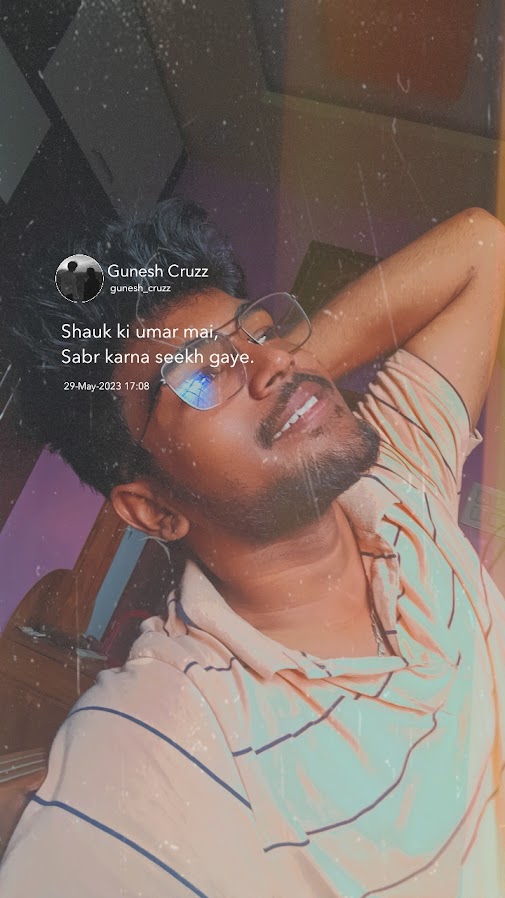 Gunesh Cruzz
gunesh_cruzz
Shauk ki umar mai,
Sabr karna seekh gaye.
29-May-2023 17:08